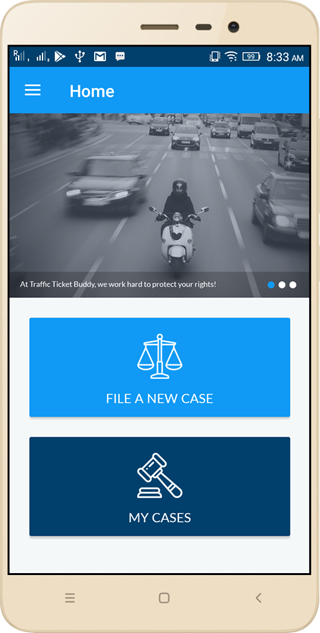 R
99 8:33 AM
Home
At Traffic Ticket Buddy, we work hard to protect your rights!
FILE A NEW CASE
MY CASES